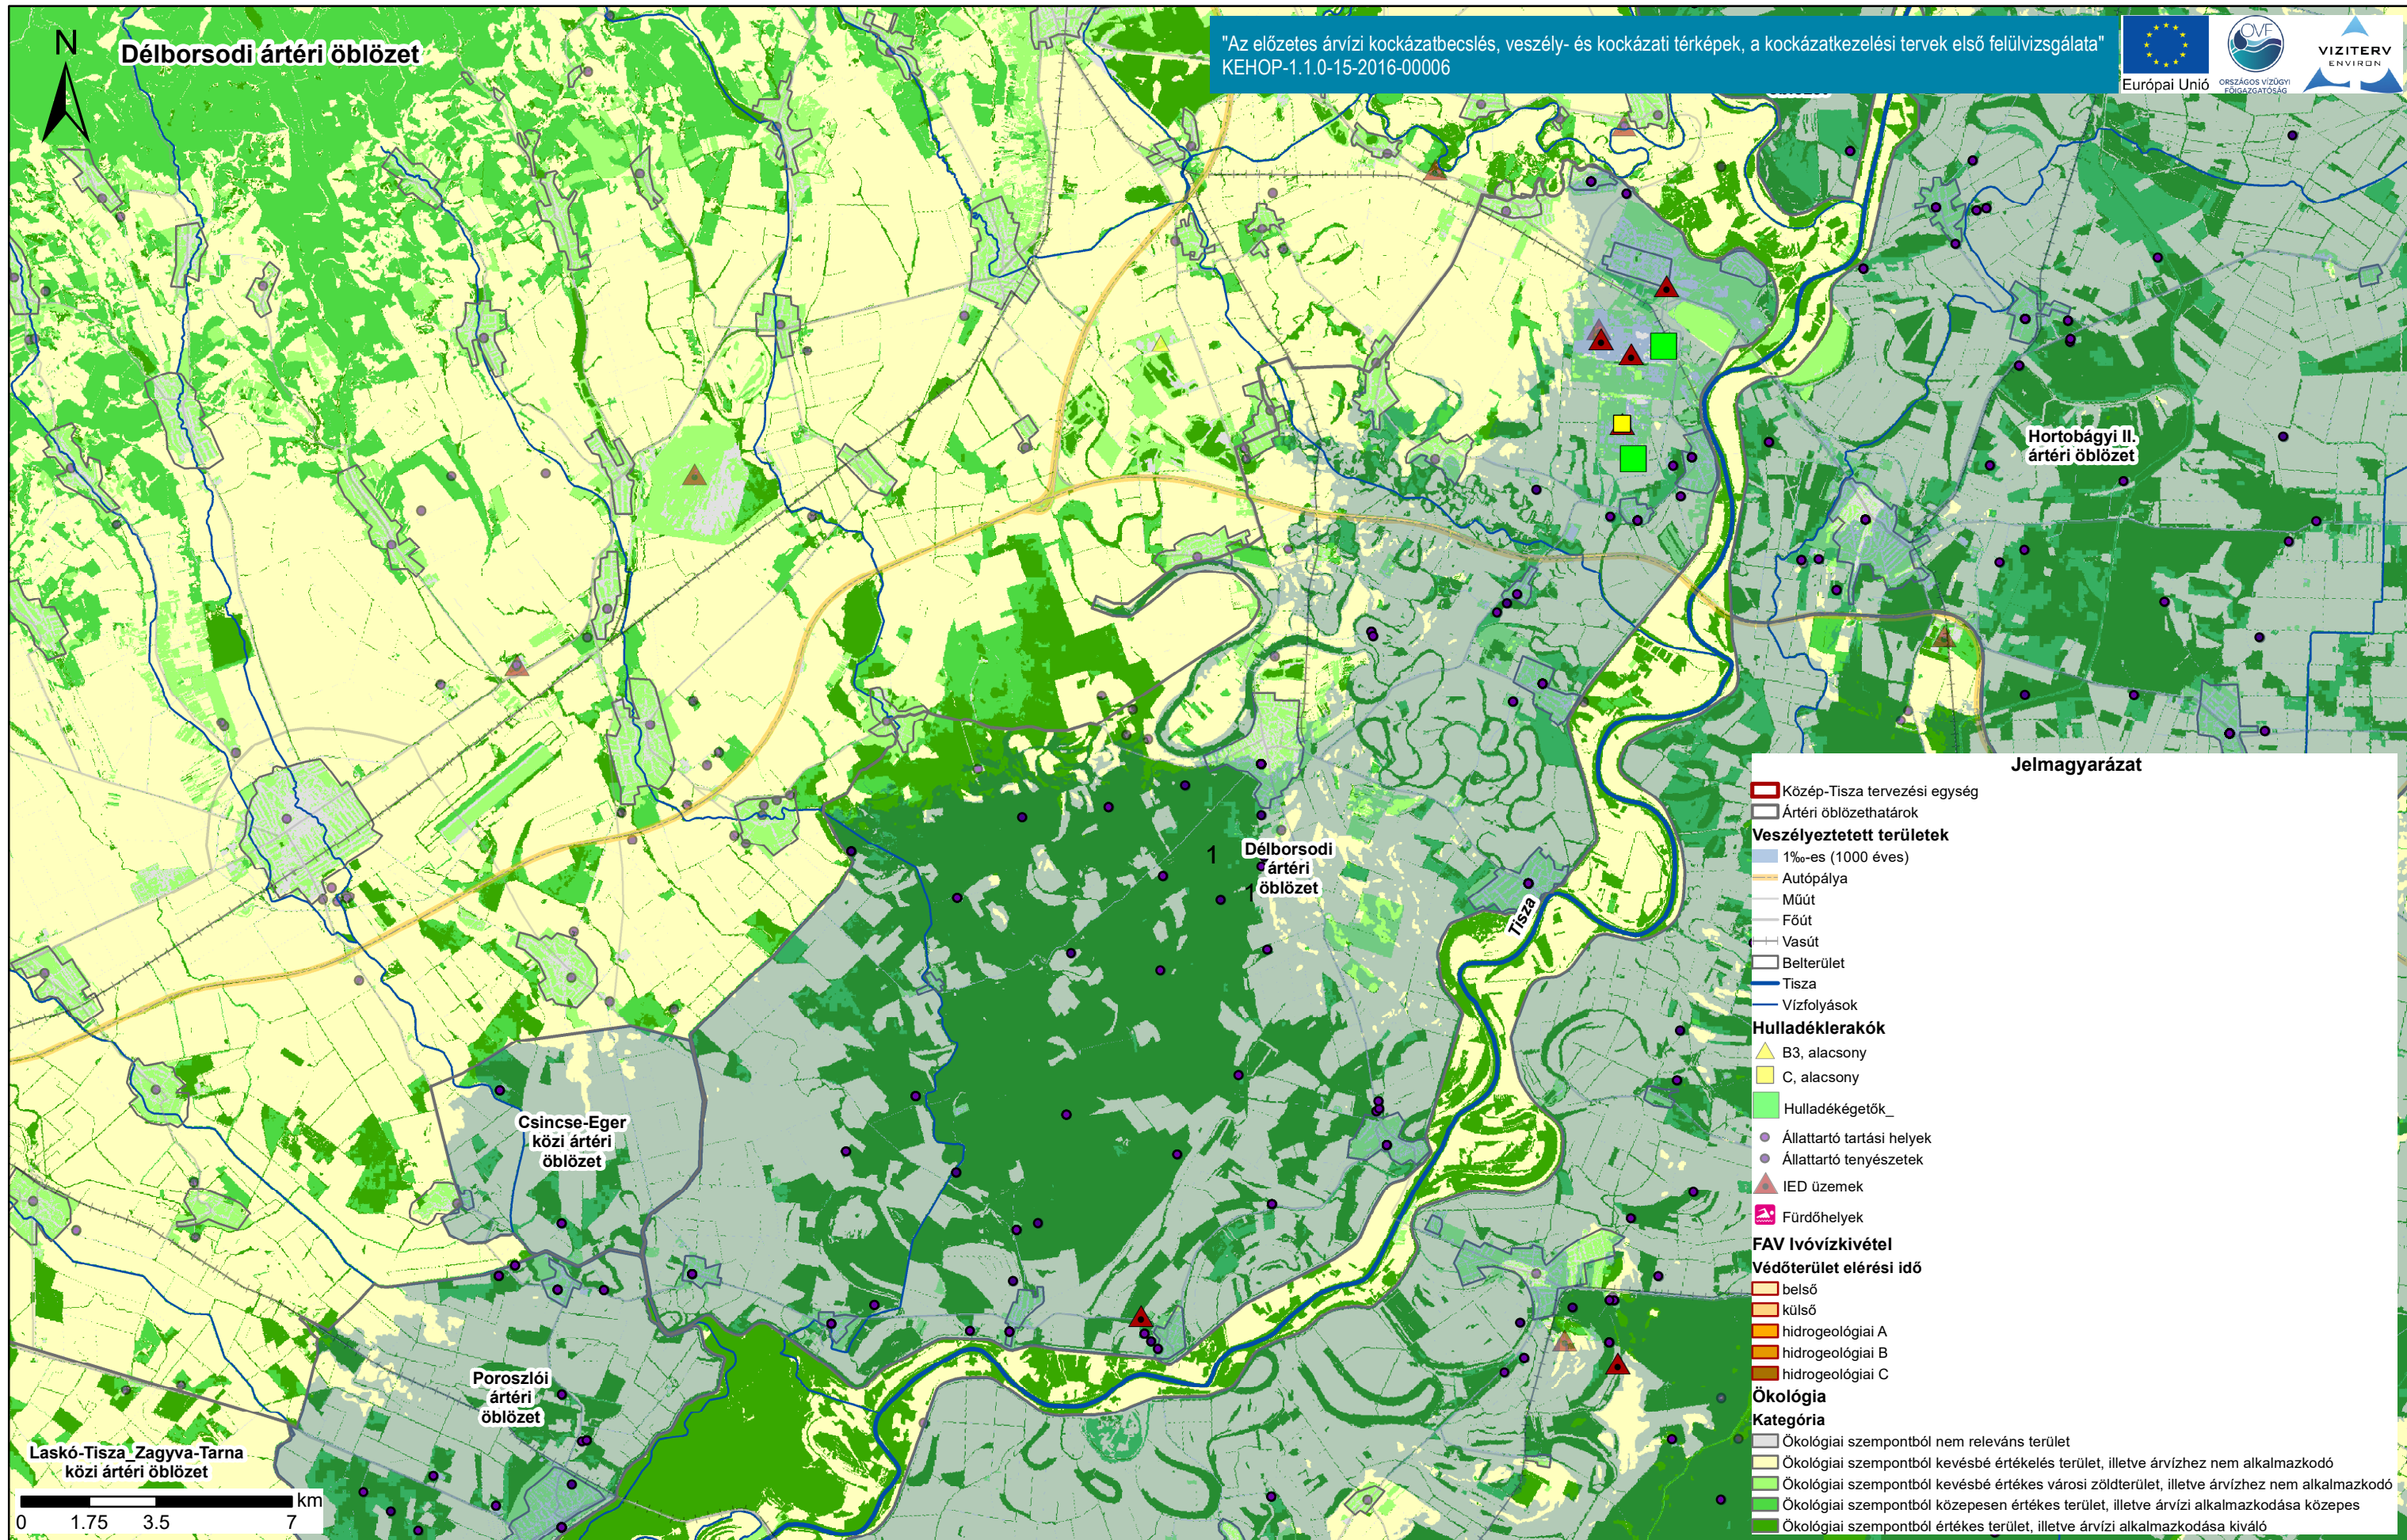 N
Délborsodi ártéri öblözet
"Az előzetes árvízi kockázatbecslés, veszély- és kockázati térképek, a kockázatkezelési tervek első felülvizsgálata"
KEHOP-1.1.0-15-2016-00006
Európai Unió
OVF
ORSZÁGOS VÍZÜGYI
FŐIGAZGATÓSÁG
VIZITERV
ENVIRON
Hortobágyi II.
ártéri öblözet
1
1
Délborsodi
ártéri
öblözet
Tisza
Csincse-Eger
közi ártéri
öblözet
Poroszlói
ártéri
öblözet
Laskó-Tisza_Zagyva-Tarna
közi ártéri öblözet
km
0 1.75 3.5 7
Jelmagyarázat
Közép-Tisza tervezési egység
Ártéri öblözethatárok
Veszélyeztetett területek
1‰-es (1000 éves)
Autópálya
Műút
Főút
Vasút
Belterület
Tisza
Vízfolyások
Hulladéklerakók
B3, alacsony
C, alacsony
Hulladékégetők_
Állattartó tartási helyek
Állattartó tenyészetek
IED üzemek
Fürdőhelyek
FAV Ivóvízkivétel
Védőterület elérési idő
belső
külső
hidrogeológiai A
hidrogeológiai B
hidrogeológiai C
Ökológia
Kategória
Ökológiai szempontból nem releváns terület
Ökológiai szempontból kevésbé értékelés terület, illetve árvízhez nem alkalmazkodó
Ökológiai szempontból kevésbé értékes városi zöldterület, illetve árvízhez nem alkalmazkodó
Ökológiai szempontból közepesen értékes terület, illetve árvízi alkalmazkodása közepes
Ökológiai szempontból értékes terület, illetve árvízi alkalmazkodása kiváló